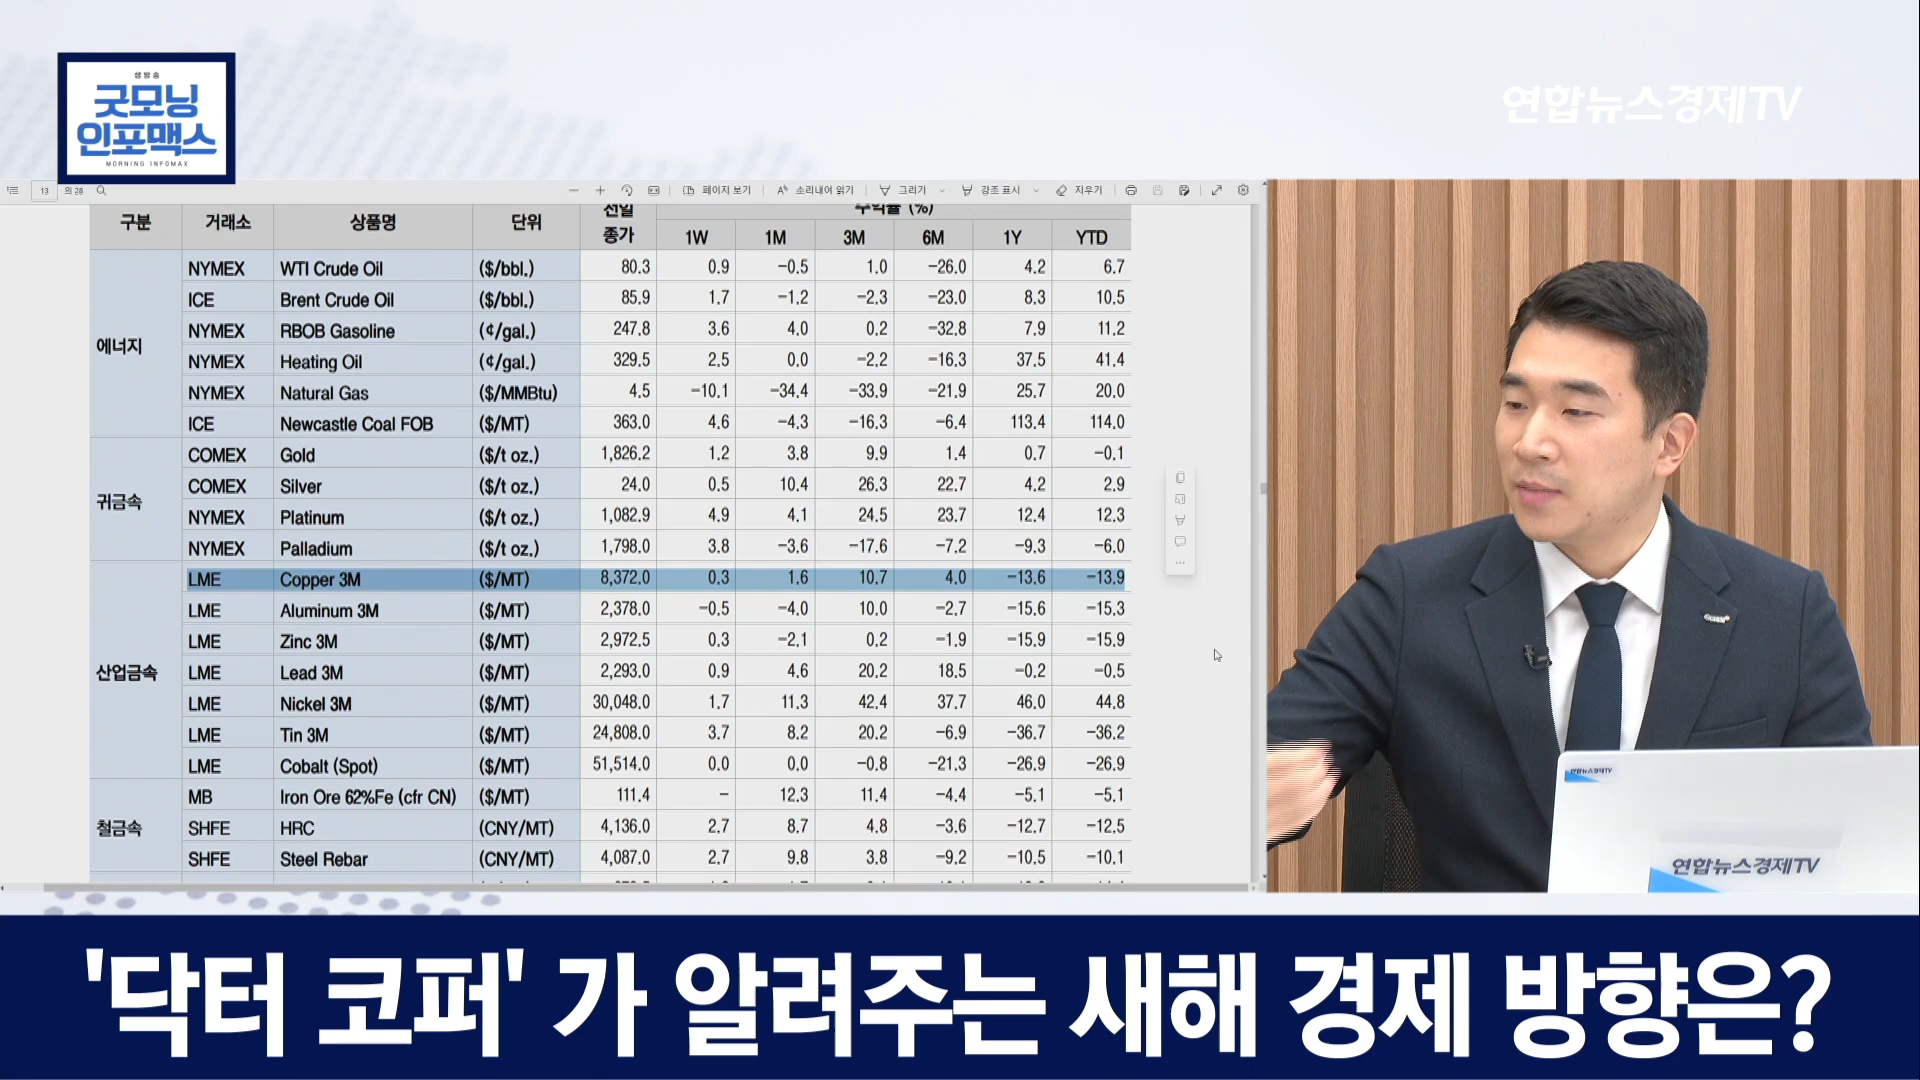 생방송
굿모닝
인포맥스
MORNING INFOMAX
연합뉴스경제TV
13 의 28 페이지 보기 소리내어 읽기 그리기 강조 표시 지우기
구분 거래소 상품명 단위 전일 종가 수익률 (%)
1W 1M 3M 6M 1Y YTD
에너지
NYMEX WTI Crude Oil ($/bbl.) 80.3 0.9 -0.5 1.0 -26.0 4.2 6.7
ICE Brent Crude Oil ($/bbl.) 85.9 1.7 -1.2 -2.3 -23.0 8.3 10.5
NYMEX RBOB Gasoline (¢/gal.) 247.8 3.6 4.0 0.2 -32.8 7.9 11.2
NYMEX Heating Oil (¢/gal.) 329.5 2.5 0.0 -2.2 -16.3 37.5 41.4
NYMEX Natural Gas ($/MMBtu) 4.5 -10.1 -34.4 -33.9 -21.9 25.7 20.0
ICE Newcastle Coal FOB ($/MT) 363.0 4.6 -4.3 -16.3 -6.4 113.4 114.0
귀금속
COMEX Gold ($/t oz.) 1,826.2 1.2 3.8 9.9 1.4 0.7 -0.1
COMEX Silver ($/t oz.) 24.0 0.5 10.4 26.3 22.7 4.2 2.9
NYMEX Platinum ($/t oz.) 1,082.9 4.9 4.1 24.5 23.7 12.4 12.3
NYMEX Palladium ($/t oz.) 1,798.0 3.8 -3.6 -17.6 -7.2 -9.3 -6.0
산업금속
LME Copper 3M ($/MT) 8,372.0 0.3 1.6 10.7 4.0 -13.6 -13.9
LME Aluminum 3M ($/MT) 2,378.0 -0.5 -4.0 10.0 -2.7 -15.6 -15.3
LME Zinc 3M ($/MT) 2,972.5 0.3 -2.1 0.2 -1.9 -15.9 -15.9
LME Lead 3M ($/MT) 2,293.0 0.9 4.6 20.2 18.5 -0.2 -0.5
LME Nickel 3M ($/MT) 30,048.0 1.7 11.3 42.4 37.7 46.0 44.8
LME Tin 3M ($/MT) 24,808.0 3.7 8.2 20.2 -6.9 -36.7 -36.2
LME Cobalt (Spot) ($/MT) 51,514.0 0.0 0.0 -0.8 -21.3 -26.9 -26.9
철금속
MB Iron Ore 62%Fe (cfr CN) ($/MT) 111.4 - 12.3 11.4 -4.4 -5.1 -5.1
SHFE HRC (CNY/MT) 4,136.0 2.7 8.7 4.8 -3.6 -12.7 -12.5
SHFE Steel Rebar (CNY/MT) 4,087.0 2.7 9.8 3.8 -9.2 -10.5 -10.1
연합뉴스경제TV
연합뉴스경제TV
'닥터 코퍼' 가 알려주는 새해 경제 방향은?